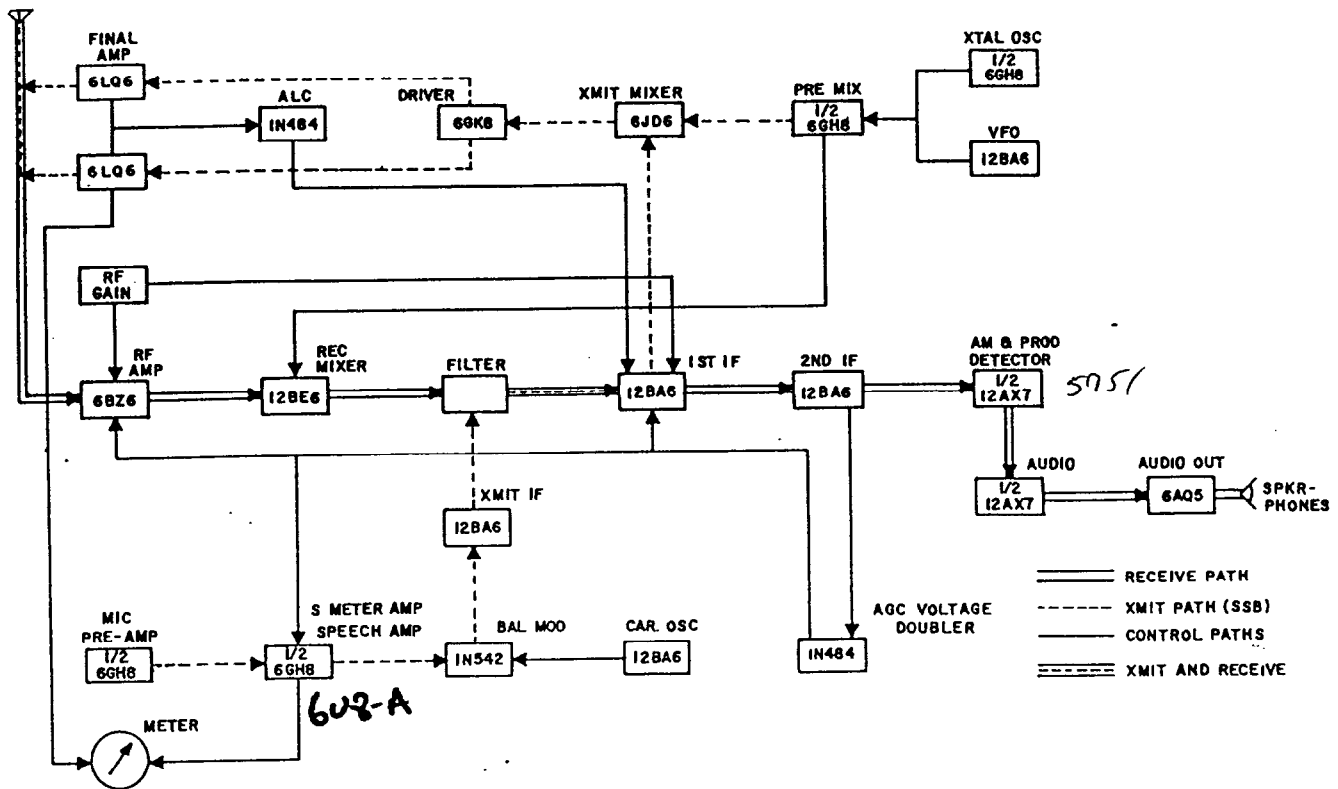 FINAL
AMP
6LQ6
ALC
1N484
6LQ6
DRIVER
6GK8
XMIT MIXER
6JD6
PRE MIX
1/2
6GH8
XTAL OSC
1/2
6GH8
VFO
12BA6
RF
GAIN
RF
AMP
6BZ6
REC
MIXER
12BE6
FILTER
1ST IF
12BA6
2ND IF
12BA6
AM & PROD
DETECTOR
1/2
12AX7
5751
AUDIO
1/2
12AX7
AUDIO OUT
6AQ5
SPKR-
PHONES
XMIT IF
12BA6
MIC
PRE-AMP
1/2
6GH8
S METER AMP
SPEECH AMP
1/2
6GH8
6U8-A
BAL MOD
1N542
CAR. OSC
12BA6
AGC VOLTAGE
DOUBLER
1N484
METER
RECEIVE PATH
XMIT PATH (SSB)
CONTROL PATHS
XMIT AND RECEIVE